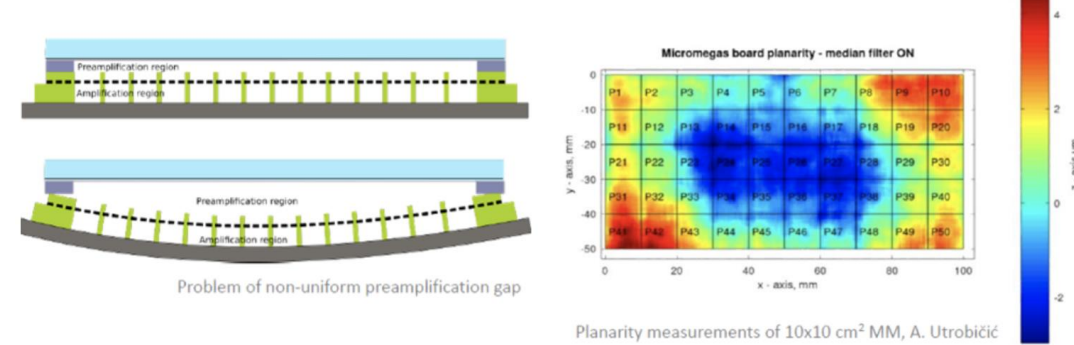 Preamplification region
Amplification region
Preamplification region
Amplification region
Problem of non-uniform preamplification gap
Micromegas board planarity - median filter ON
P1 P2 P3 P4 P5 P6 P7 P8 P9 P10
P11 P12 P13 P14 P15 P16 P17 P18 P19 P20
P21 P22 P23 P24 P25 P26 P27 P28 P29 P30
P31 P32 P33 P34 P35 P36 P37 P38 P39 P40
P41 P42 P43 P44 P45 P46 P47 P48 P49 P50
0
-10
-20
-30
-40
-50
y - axis, mm
0 20 40 60 80 100
x - axis, mm
4
2
0
-2
Planarity measurements of 10x10 cm² MM, A. Utrobičić